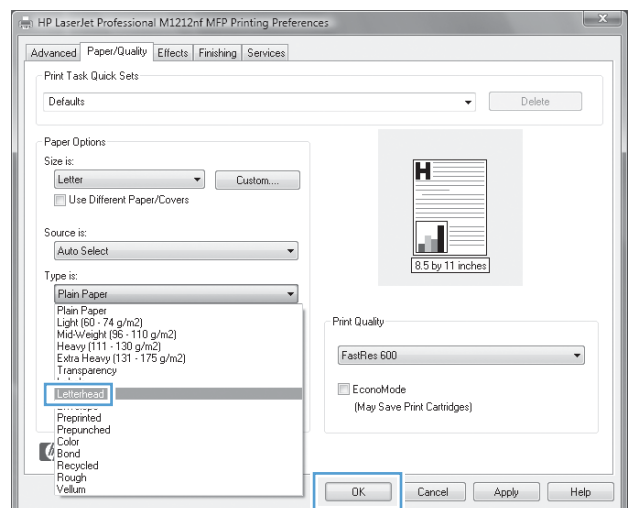 HP LaserJet Professional M1212nf MFP Printing Preferences
Advanced Paper/Quality Effects Finishing Services
Print Task Quick Sets
Defaults
Delete
Paper Options
Size is:
Letter
Custom....
Use Different Paper/Covers
Source is:
Auto Select
Type is:
Plain Paper
Plain Paper
Light (60 - 74 g/m2)
Mid-Weight (96 - 110 g/m2)
Heavy (111 - 130 g/m2)
Extra Heavy (131 - 175 g/m2)
Transparency
Letterhead
Preprinted
Prepunched
Color
Bond
Recycled
Rough
Vellum
H
8.5 by 11 inches
Print Quality
FastRes 600
EconoMode
(May Save Print Cartridges)
OK Cancel Apply Help